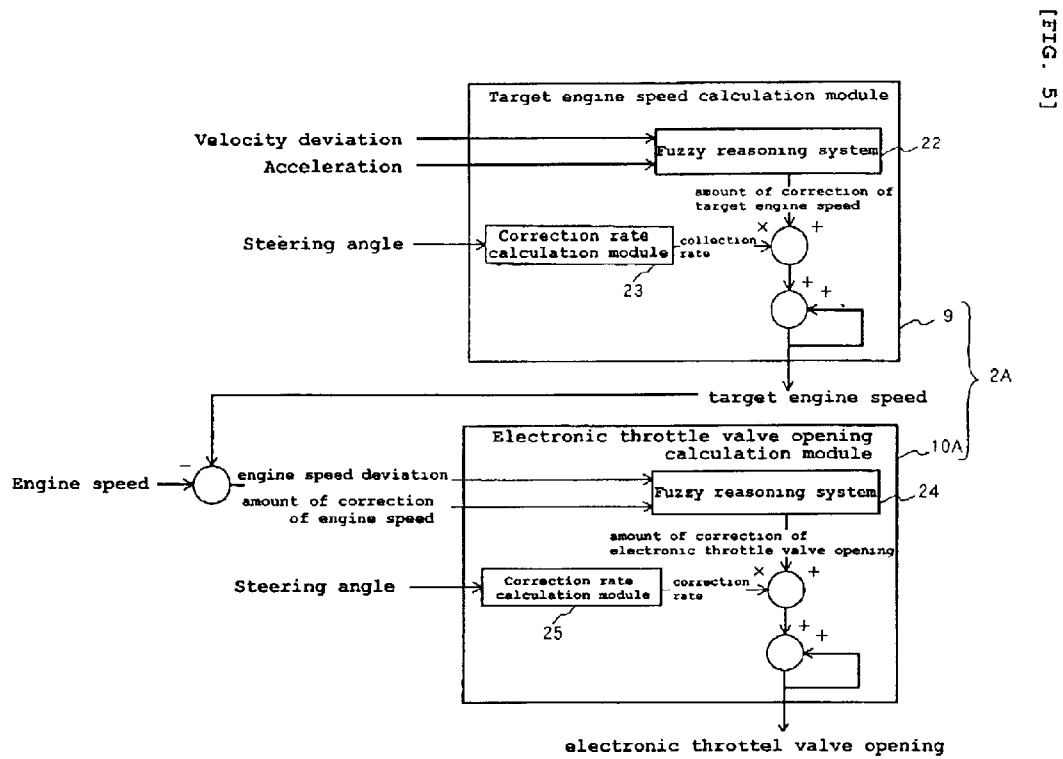 [FIG. 5]
Target engine speed calculation module
Velocity deviation
Acceleration
Fuzzy reasoning system
22
amount of correction of
target engine speed
× +
Steering angle
Correction rate
calculation module
collection
rate
23
+ +
9
2A
target engine speed
Electronic throttle valve opening
calculation module
10A
−
Engine speed
engine speed deviation
amount of correction
of engine speed
Fuzzy reasoning system
24
amount of correction of
electronic throttle valve opening
× +
Steering angle
Correction rate
calculation module
correction
rate
25
+ +
electronic throttel valve opening